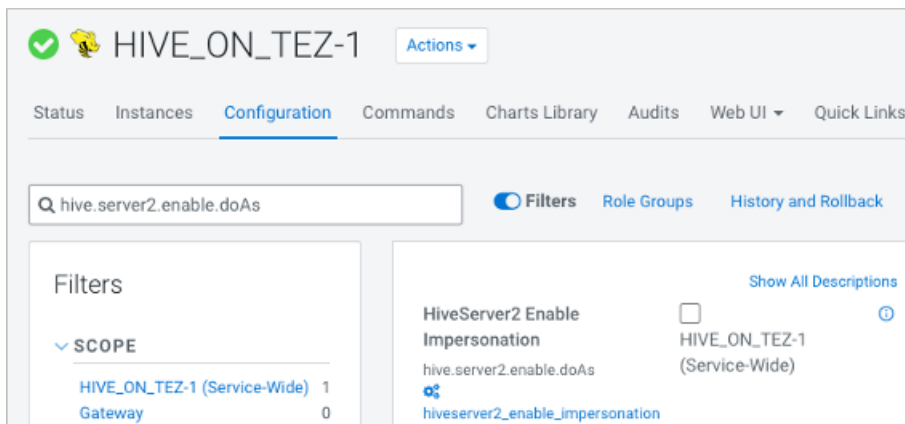 HIVE_ON_TEZ-1 Actions
Status Instances Configuration Commands Charts Library Audits Web UI Quick Links
hive.server2.enable.doAs Filters Role Groups History and Rollback
Filters
SCOPE
HIVE_ON_TEZ-1 (Service-Wide) 1
Gateway 0
Show All Descriptions
HiveServer2 Enable
Impersonation
hive.server2.enable.doAs
hiveserver2_enable_impersonation
HIVE_ON_TEZ-1
(Service-Wide)